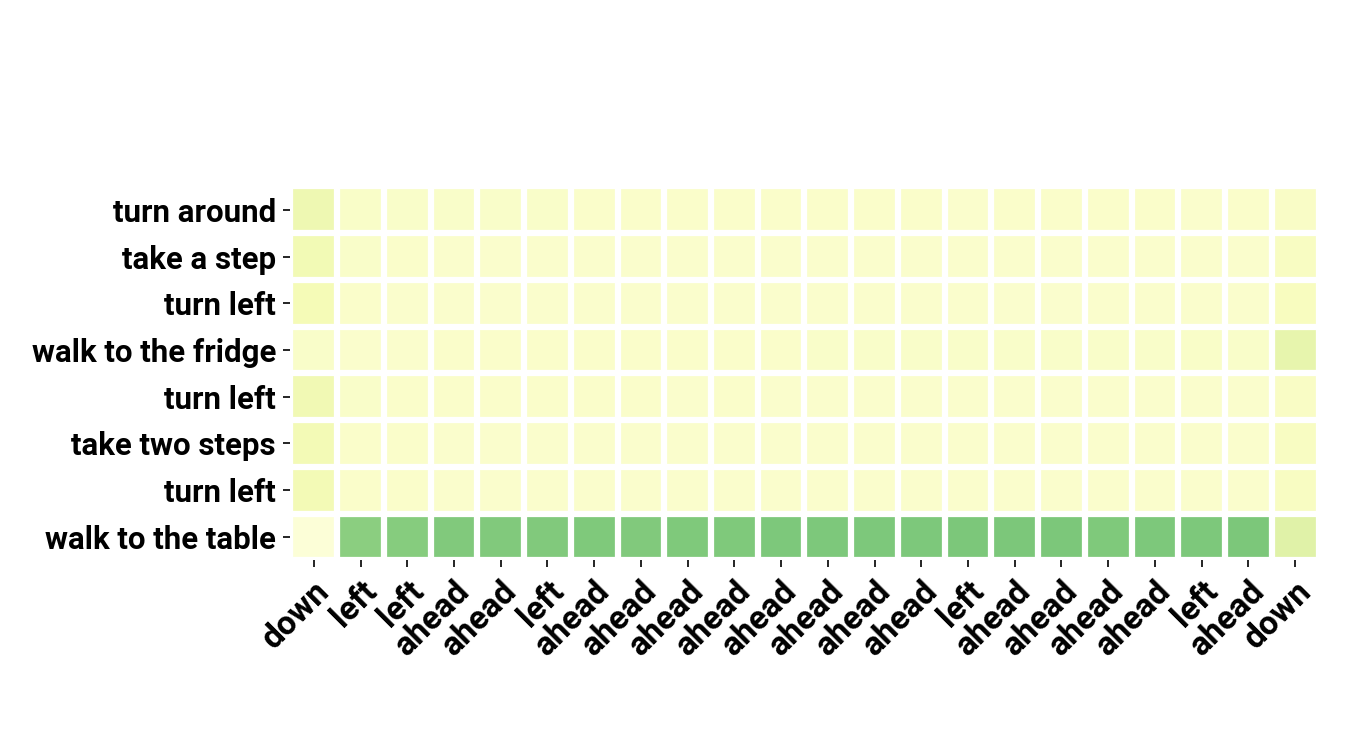 turn around
take a step
turn left
walk to the fridge
turn left
take two steps
turn left
walk to the table
down
left
left
ahead
ahead
left
ahead
ahead
ahead
ahead
ahead
ahead
ahead
ahead
left
ahead
ahead
ahead
ahead
left
ahead
down